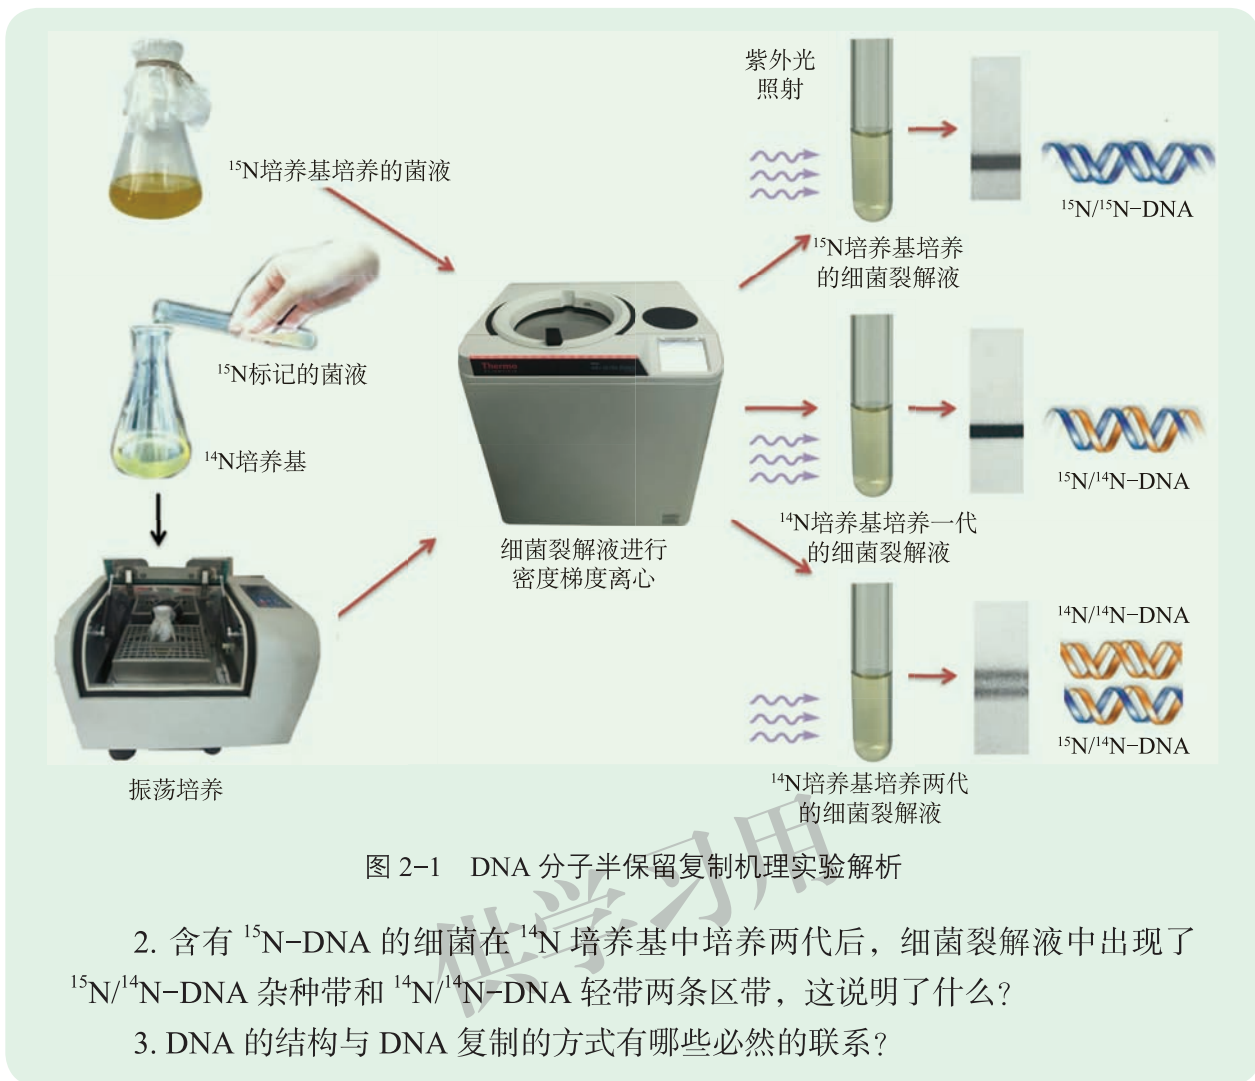 紫外光
照射
¹⁵N培养基培养的菌液
¹⁵N/¹⁵N-DNA
¹⁵N培养基培养
的细菌裂解液
¹⁵N标记的菌液
Thermo
¹⁴N培养基
¹⁵N/¹⁴N-DNA
¹⁴N培养基培养一代
的细菌裂解液
细菌裂解液进行
密度梯度离心
¹⁴N/¹⁴N-DNA
¹⁵N/¹⁴N-DNA
振荡培养
¹⁴N培养基培养两代
的细菌裂解液
图 2-1 DNA 分子半保留复制机理实验解析
供学习用
2. 含有 ¹⁵N-DNA 的细菌在 ¹⁴N 培养基中培养两代后，细菌裂解液中出现了
¹⁵N/¹⁴N-DNA 杂种带和 ¹⁴N/¹⁴N-DNA 轻带两条区带，这说明了什么？
3. DNA 的结构与 DNA 复制的方式有哪些必然的联系？